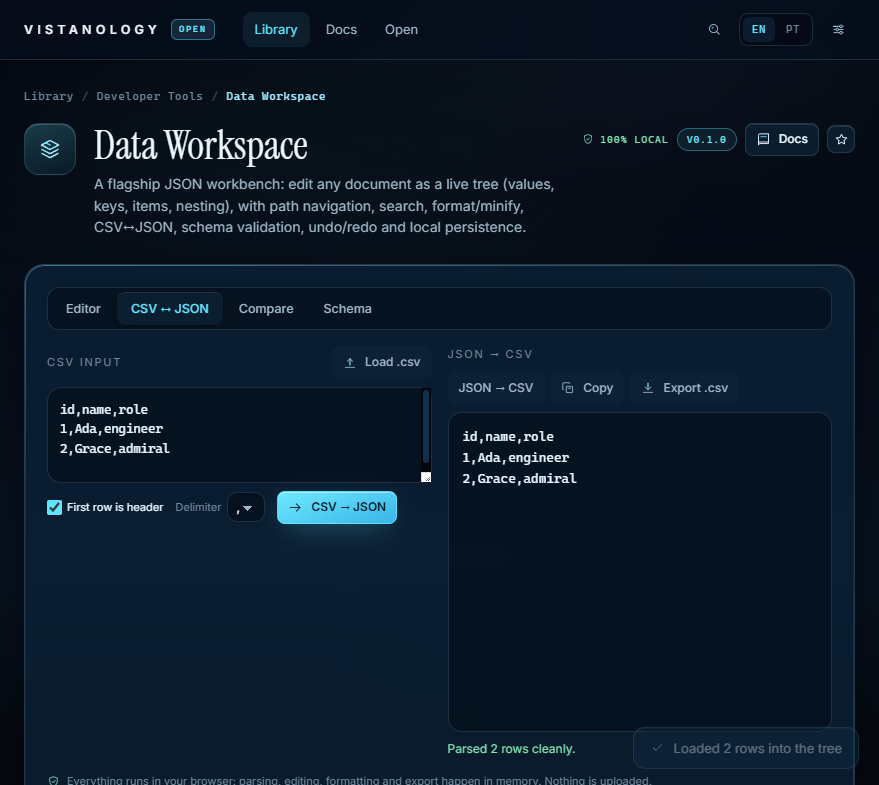 VISTANOLOGY OPEN Library Docs Open EN PT
Library / Developer Tools / Data Workspace
Data Workspace
100% LOCAL V0.1.0 Docs
A flagship JSON workbench: edit any document as a live tree (values,
keys, items, nesting), with path navigation, search, format/minify,
CSV↔JSON, schema validation, undo/redo and local persistence.
Editor CSV ↔ JSON Compare Schema
CSV INPUT Load .csv
id,name,role
1,Ada,engineer
2,Grace,admiral
First row is header Delimiter , → CSV → JSON
JSON → CSV
JSON → CSV Copy Export .csv
id,name,role
1,Ada,engineer
2,Grace,admiral
Parsed 2 rows cleanly.
Loaded 2 rows into the tree
Everything runs in your browser: parsing, editing, formatting and export happen in memory. Nothing is uploaded.